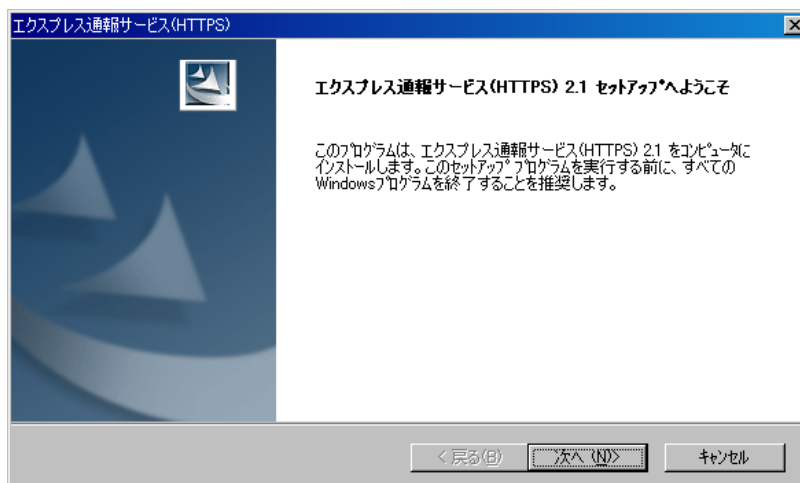 エクスプレス通報サービス(HTTPS)
エクスプレス通報サービス(HTTPS) 2.1 ｾｯﾄｱｯﾌﾟへようこそ
このﾌﾟﾛｸﾞﾗﾑは、エクスプレス通報サービス(HTTPS) 2.1 をｺﾝﾋﾟｭｰﾀに
ｲﾝｽﾄｰﾙします。このｾｯﾄｱｯﾌﾟ ﾌﾟﾛｸﾞﾗﾑを実行する前に、すべての
Windowsﾌﾟﾛｸﾞﾗﾑを終了することを推奨します。
< 戻る(B)
次へ (N)>
ｷｬﾝｾﾙ